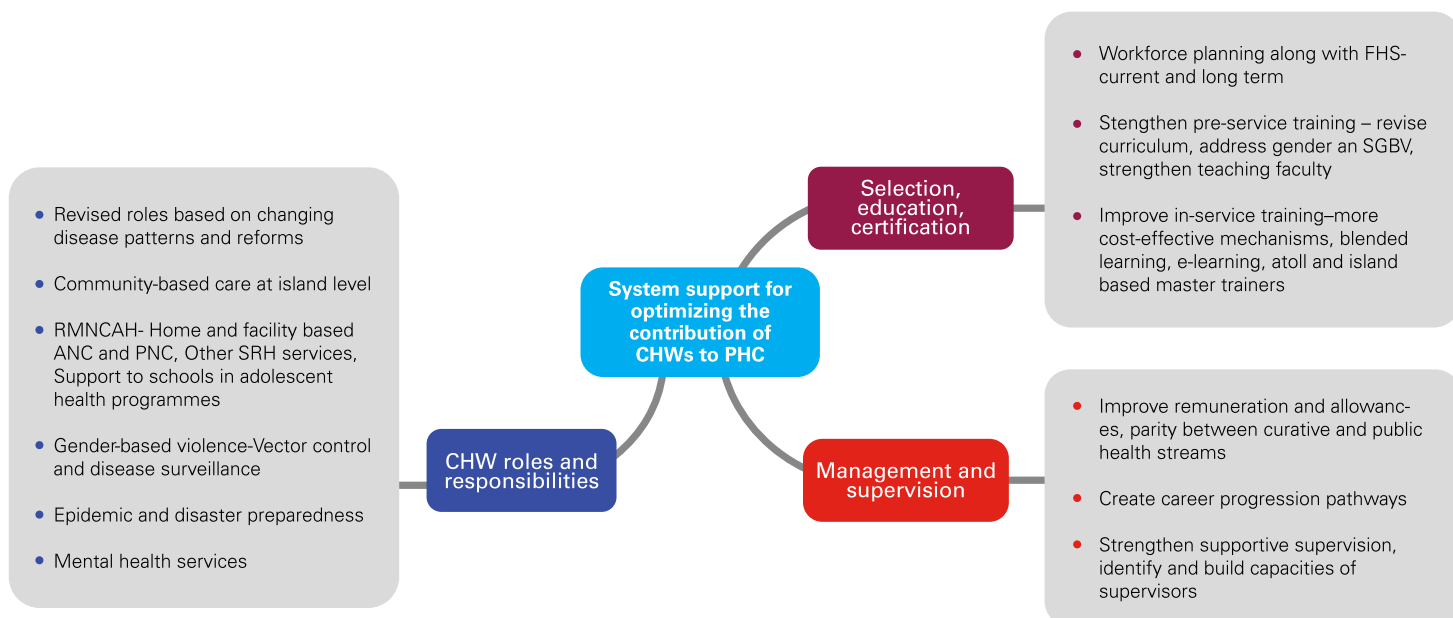 System support for
optimizing the
contribution of
CHWs to PHC
Selection,
education,
certification
• Workforce planning along with FHS-
current and long term
• Stengthen pre-service training – revise
curriculum, address gender an SGBV,
strengthen teaching faculty
• Improve in-service training–more
cost-effective mechanisms, blended
learning, e-learning, atoll and island
based master trainers
CHW roles and
responsibilities
• Revised roles based on changing
disease patterns and reforms
• Community-based care at island level
• RMNCAH- Home and facility based
ANC and PNC, Other SRH services,
Support to schools in adolescent
health programmes
• Gender-based violence-Vector control
and disease surveillance
• Epidemic and disaster preparedness
• Mental health services
Management and
supervision
• Improve remuneration and allowanc-
es, parity between curative and public
health streams
• Create career progression pathways
• Strengthen supportive supervision,
identify and build capacities of
supervisors